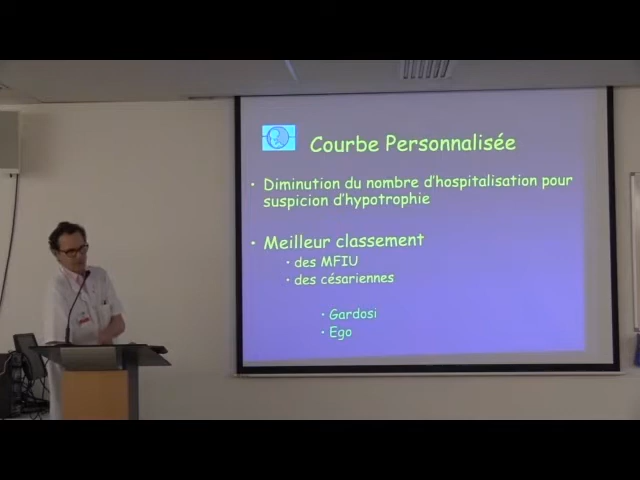 Courbe Personnalisée
• Diminution du nombre d'hospitalisation pour
suspicion d'hypotrophie
• Meilleur classement
• des MFIU
• des césariennes
• Gardosi
• Ego